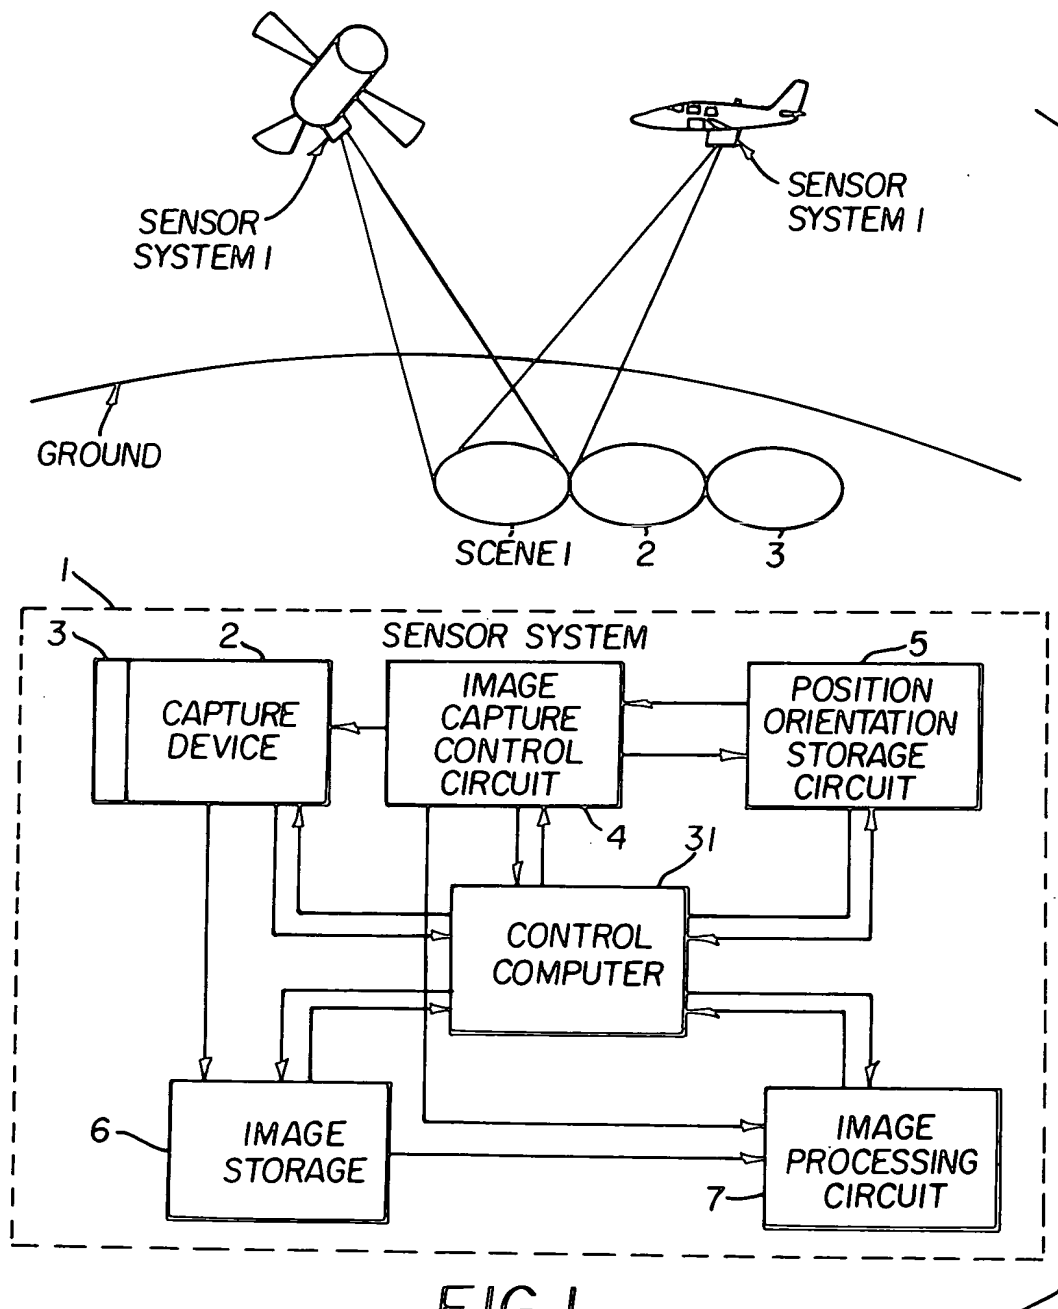 SENSOR
SYSTEM 1
SENSOR
SYSTEM 1
GROUND
SCENE 1
2
3
1
SENSOR SYSTEM
3
2
CAPTURE
DEVICE
IMAGE
CAPTURE
CONTROL
CIRCUIT
4
5
POSITION
ORIENTATION
STORAGE
CIRCUIT
31
CONTROL
COMPUTER
6
IMAGE
STORAGE
7
IMAGE
PROCESSING
CIRCUIT
FIG. 1